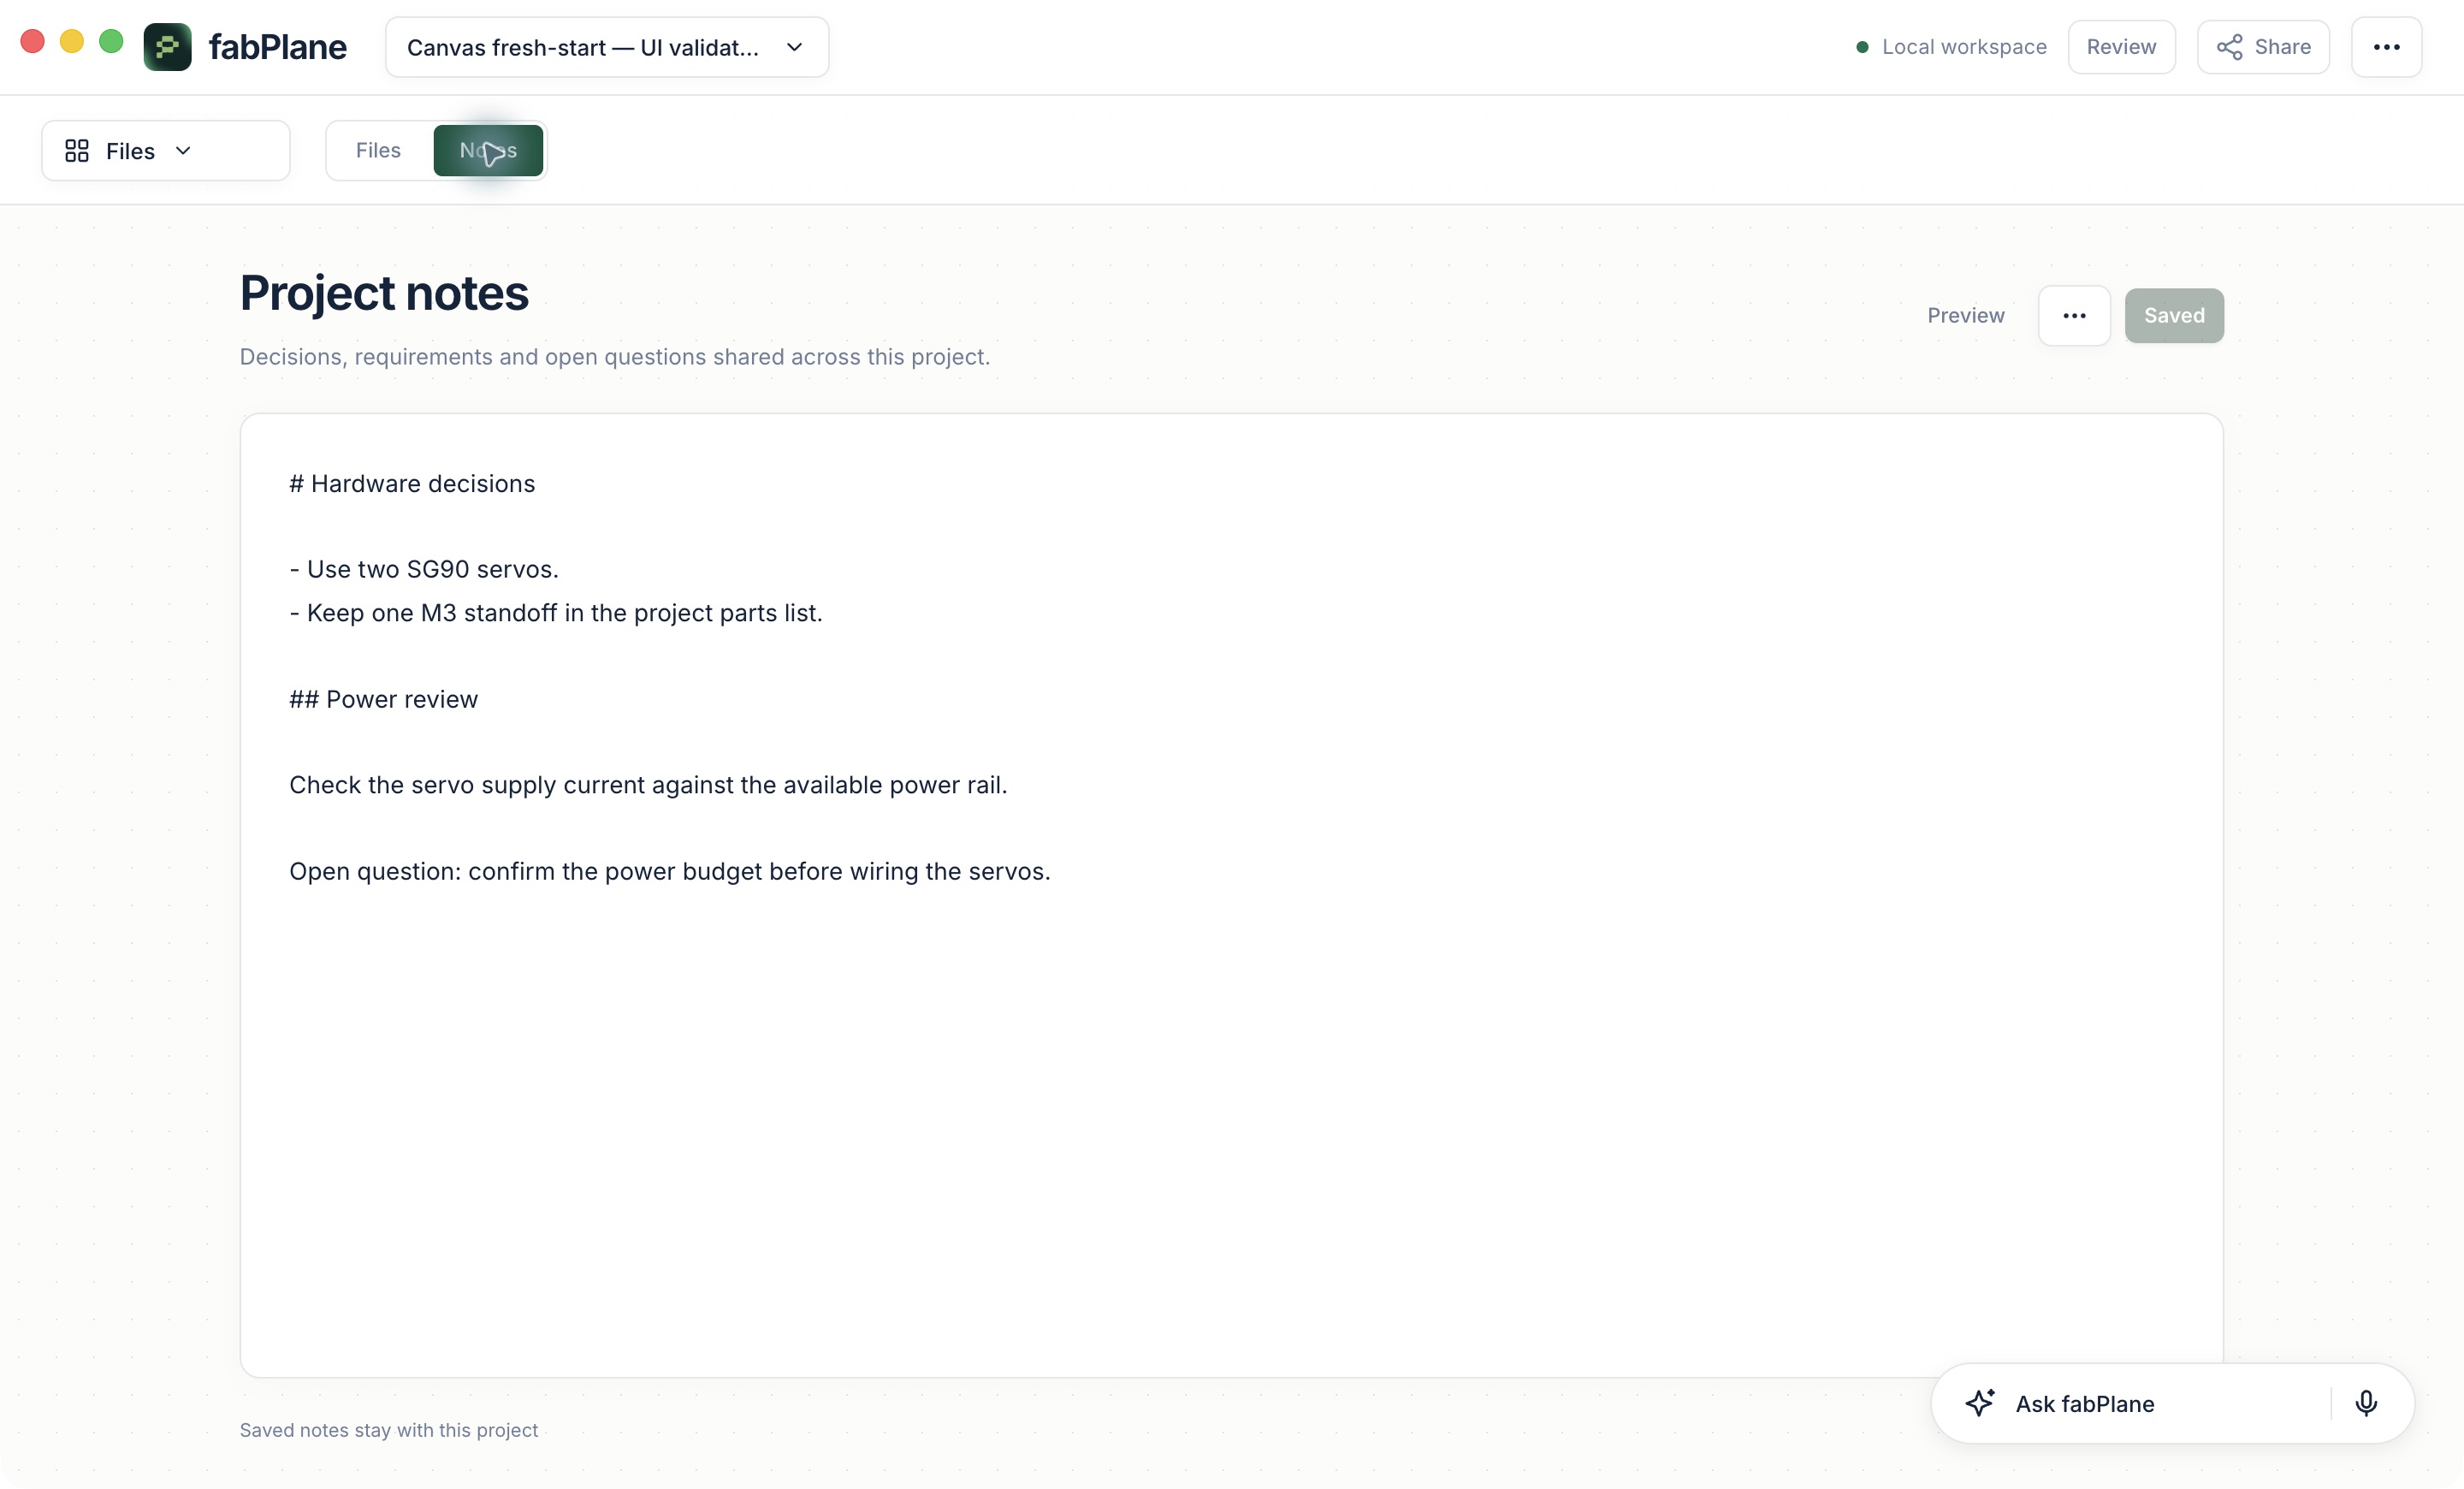 fabPlane
Canvas fresh-start — UI validat...
Local workspace
Review
Share
Files
Files
Notes
Project notes
Decisions, requirements and open questions shared across this project.
Preview
Saved
# Hardware decisions
- Use two SG90 servos.
- Keep one M3 standoff in the project parts list.
## Power review
Check the servo supply current against the available power rail.
Open question: confirm the power budget before wiring the servos.
Saved notes stay with this project
Ask fabPlane